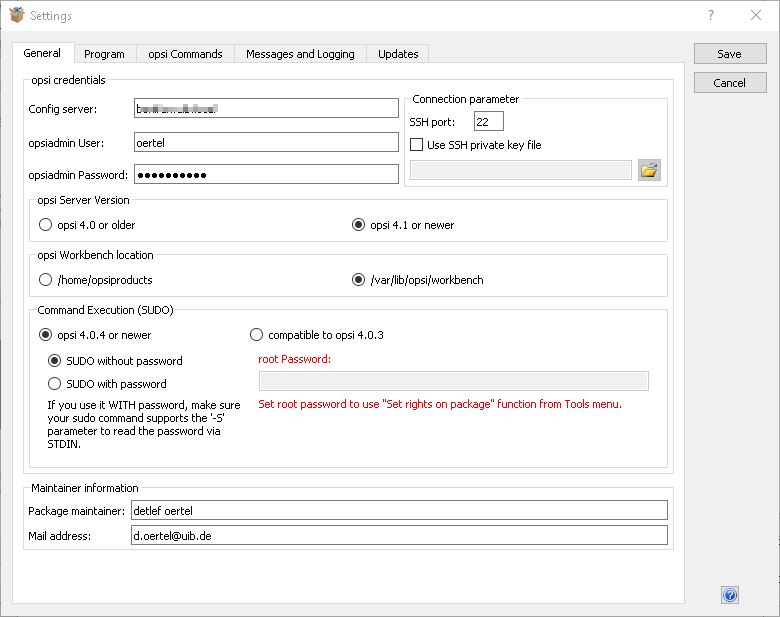 Settings
?
General Program opsi Commands Messages and Logging Updates
Save
Cancel
opsi credentials
Config server:
opsiadmin User: oertel
opsiadmin Password: ●●●●●●●●●●
Connection parameter
SSH port: 22
Use SSH private key file
opsi Server Version
opsi 4.0 or older
opsi 4.1 or newer
opsi Workbench location
/home/opsiproducts
/var/lib/opsi/workbench
Command Execution (SUDO)
opsi 4.0.4 or newer
compatible to opsi 4.0.3
SUDO without password
SUDO with password
If you use it WITH password, make sure
your sudo command supports the '-S'
parameter to read the password via
STDIN.
root Password:
Set root password to use "Set rights on package" function from Tools menu.
Maintainer information
Package maintainer: detlef oertel
Mail address: d.oertel@uib.de
?